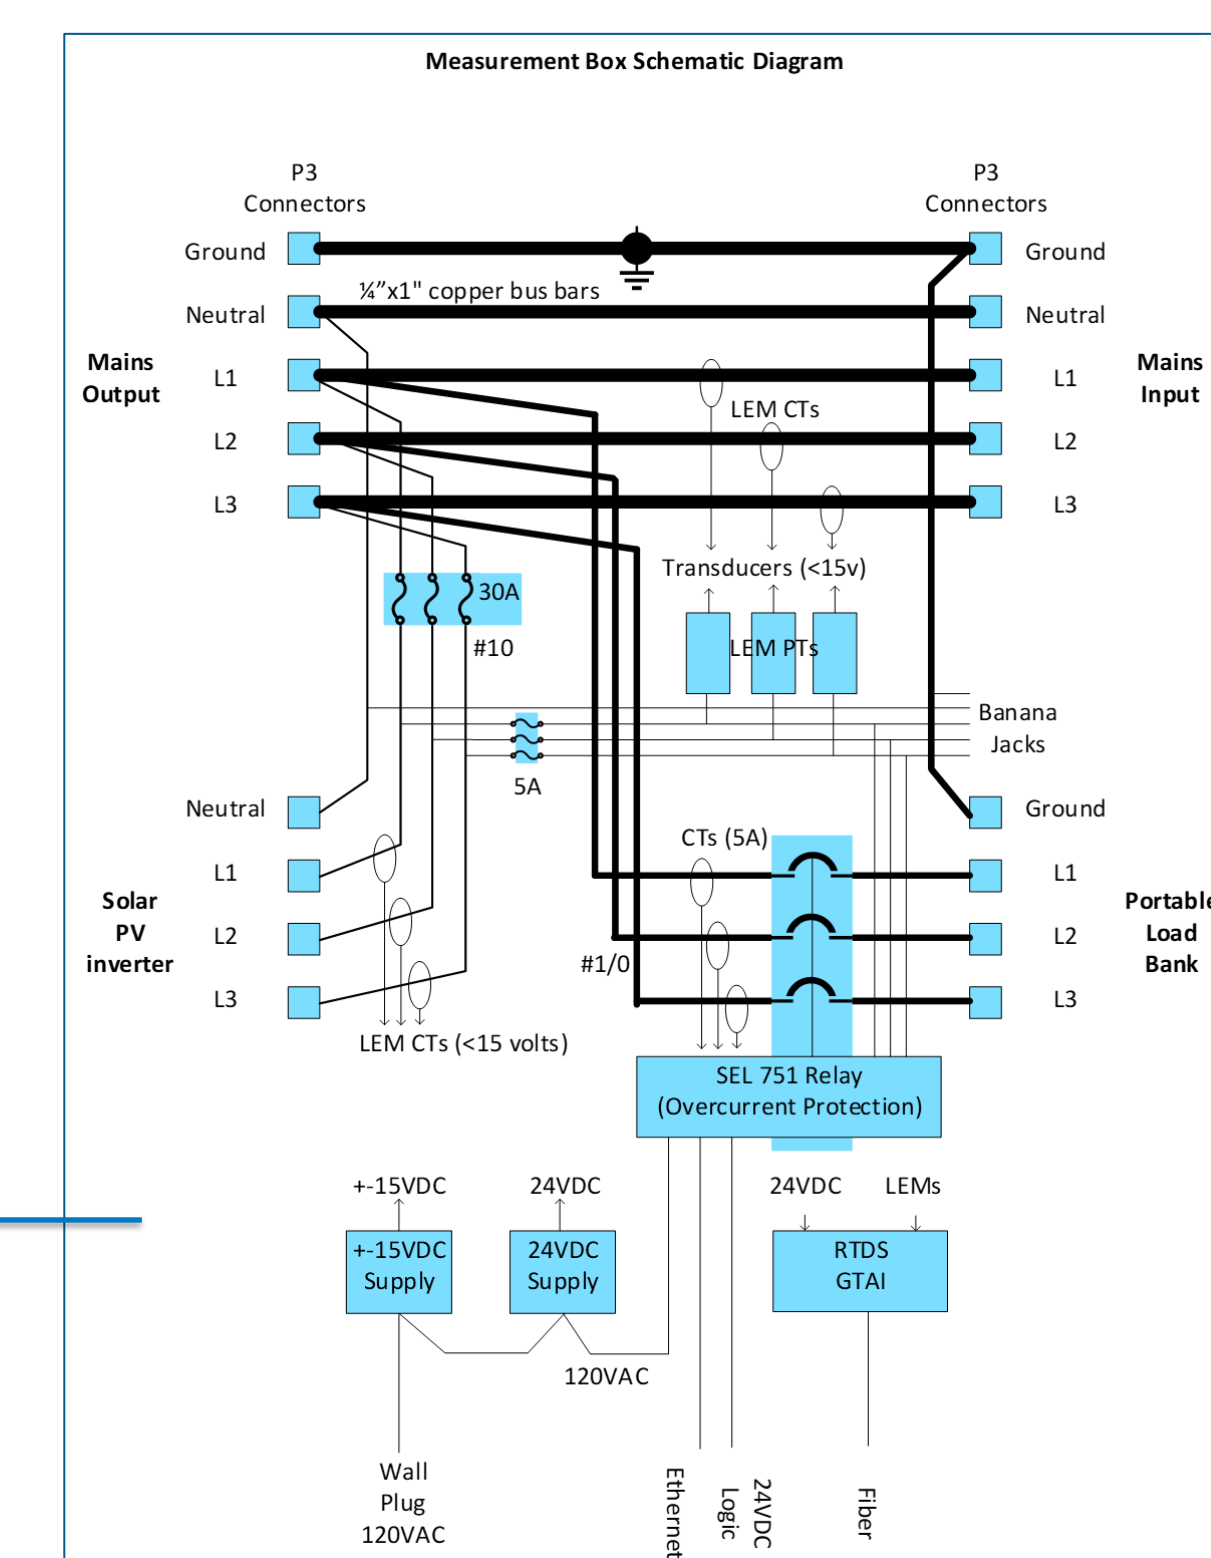 Measurement Box Schematic Diagram
P3
Connectors
P3
Connectors
Ground
Ground
¼”x1" copper bus bars
Neutral
Neutral
Mains
Output
L1
L1
Mains
Input
LEM CTs
L2
L2
L3
L3
Transducers (<15v)
30A
#10
LEM PTs
Banana
Jacks
5A
Neutral
Ground
CTs (5A)
L1
L1
Solar
PV
inverter
L2
L2
Portable
Load
Bank
#1/0
L3
L3
LEM CTs (<15 volts)
SEL 751 Relay
(Overcurrent Protection)
+-15VDC
24VDC
24VDC
LEMs
+-15VDC
Supply
24VDC
Supply
RTDS
GTAI
120VAC
Wall
Plug
120VAC
Ethernet
24VDC
Logic
Fiber